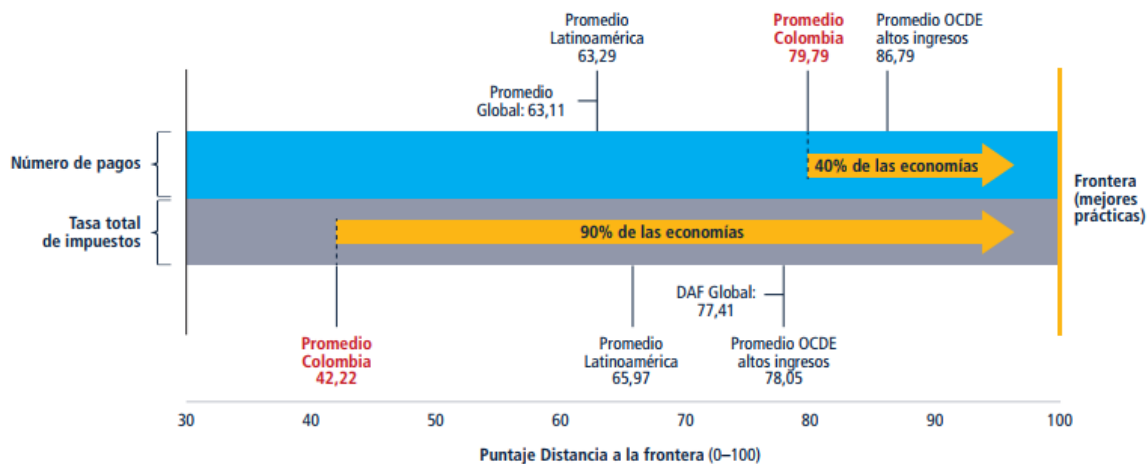 Promedio
Latinoamérica
63,29
Promedio
Colombia
79,79
Promedio OCDE
altos ingresos
86,79
Promedio
Global: 63,11
Número de pagos
40% de las economías
Frontera
(mejores
prácticas)
Tasa total
de impuestos
90% de las economías
DAF Global:
77,41
Promedio
Colombia
42,22
Promedio
Latinoamérica
65,97
Promedio OCDE
altos ingresos
78,05
30 40 50 60 70 80 90 100
Puntaje Distancia a la frontera (0–100)